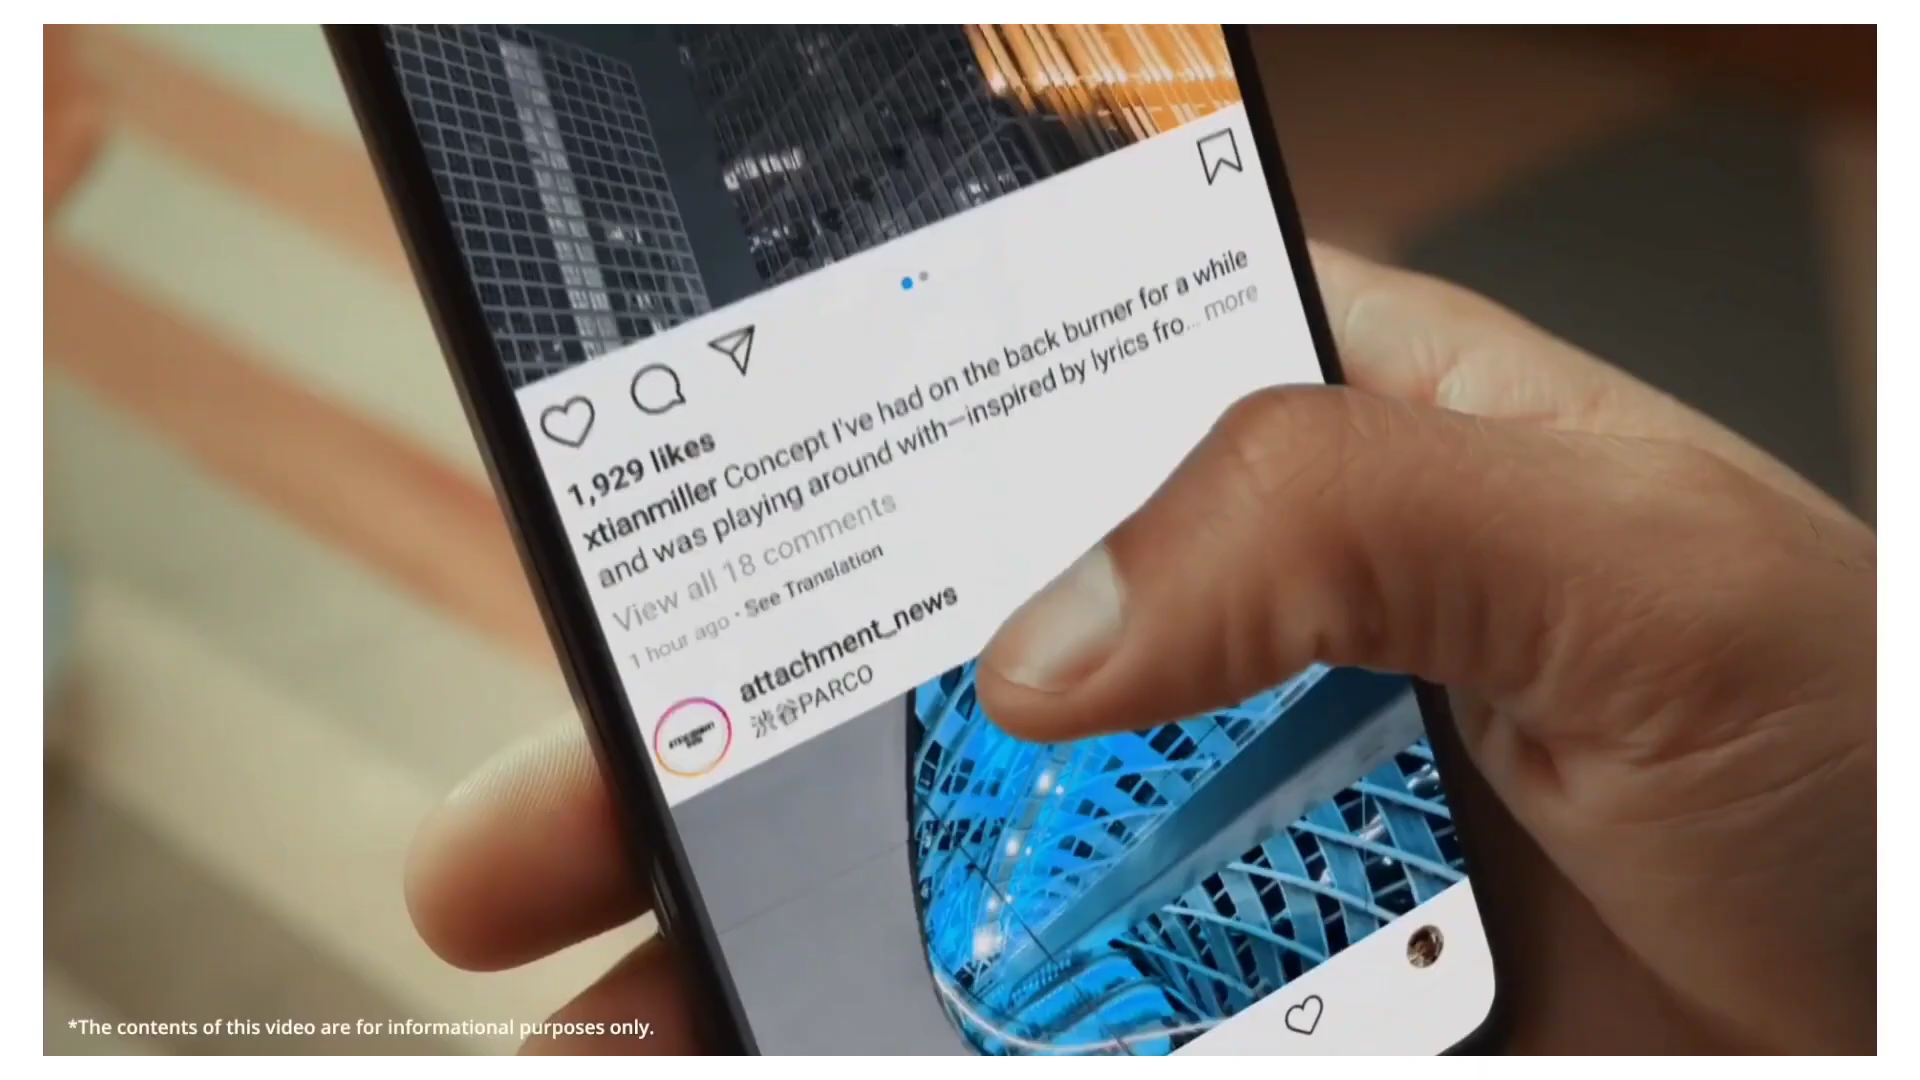 1,929 likes
xtianmiller Concept I've had on the back burner for a while
and was playing around with—inspired by lyrics fro... more
View all 18 comments
1 hour ago · See Translation
attachment_news
渋谷PARCO
*The contents of this video are for informational purposes only.